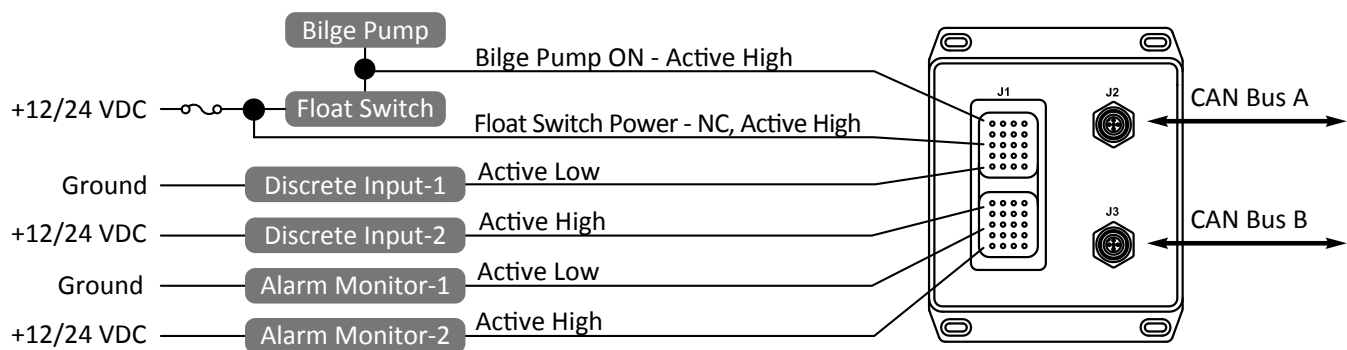 Bilge Pump
Bilge Pump ON - Active High
+12/24 VDC
Float Switch
Float Switch Power - NC, Active High
Ground
Discrete Input-1
Active Low
+12/24 VDC
Discrete Input-2
Active High
Ground
Alarm Monitor-1
Active Low
+12/24 VDC
Alarm Monitor-2
Active High
J1
J2
CAN Bus A
J3
CAN Bus B